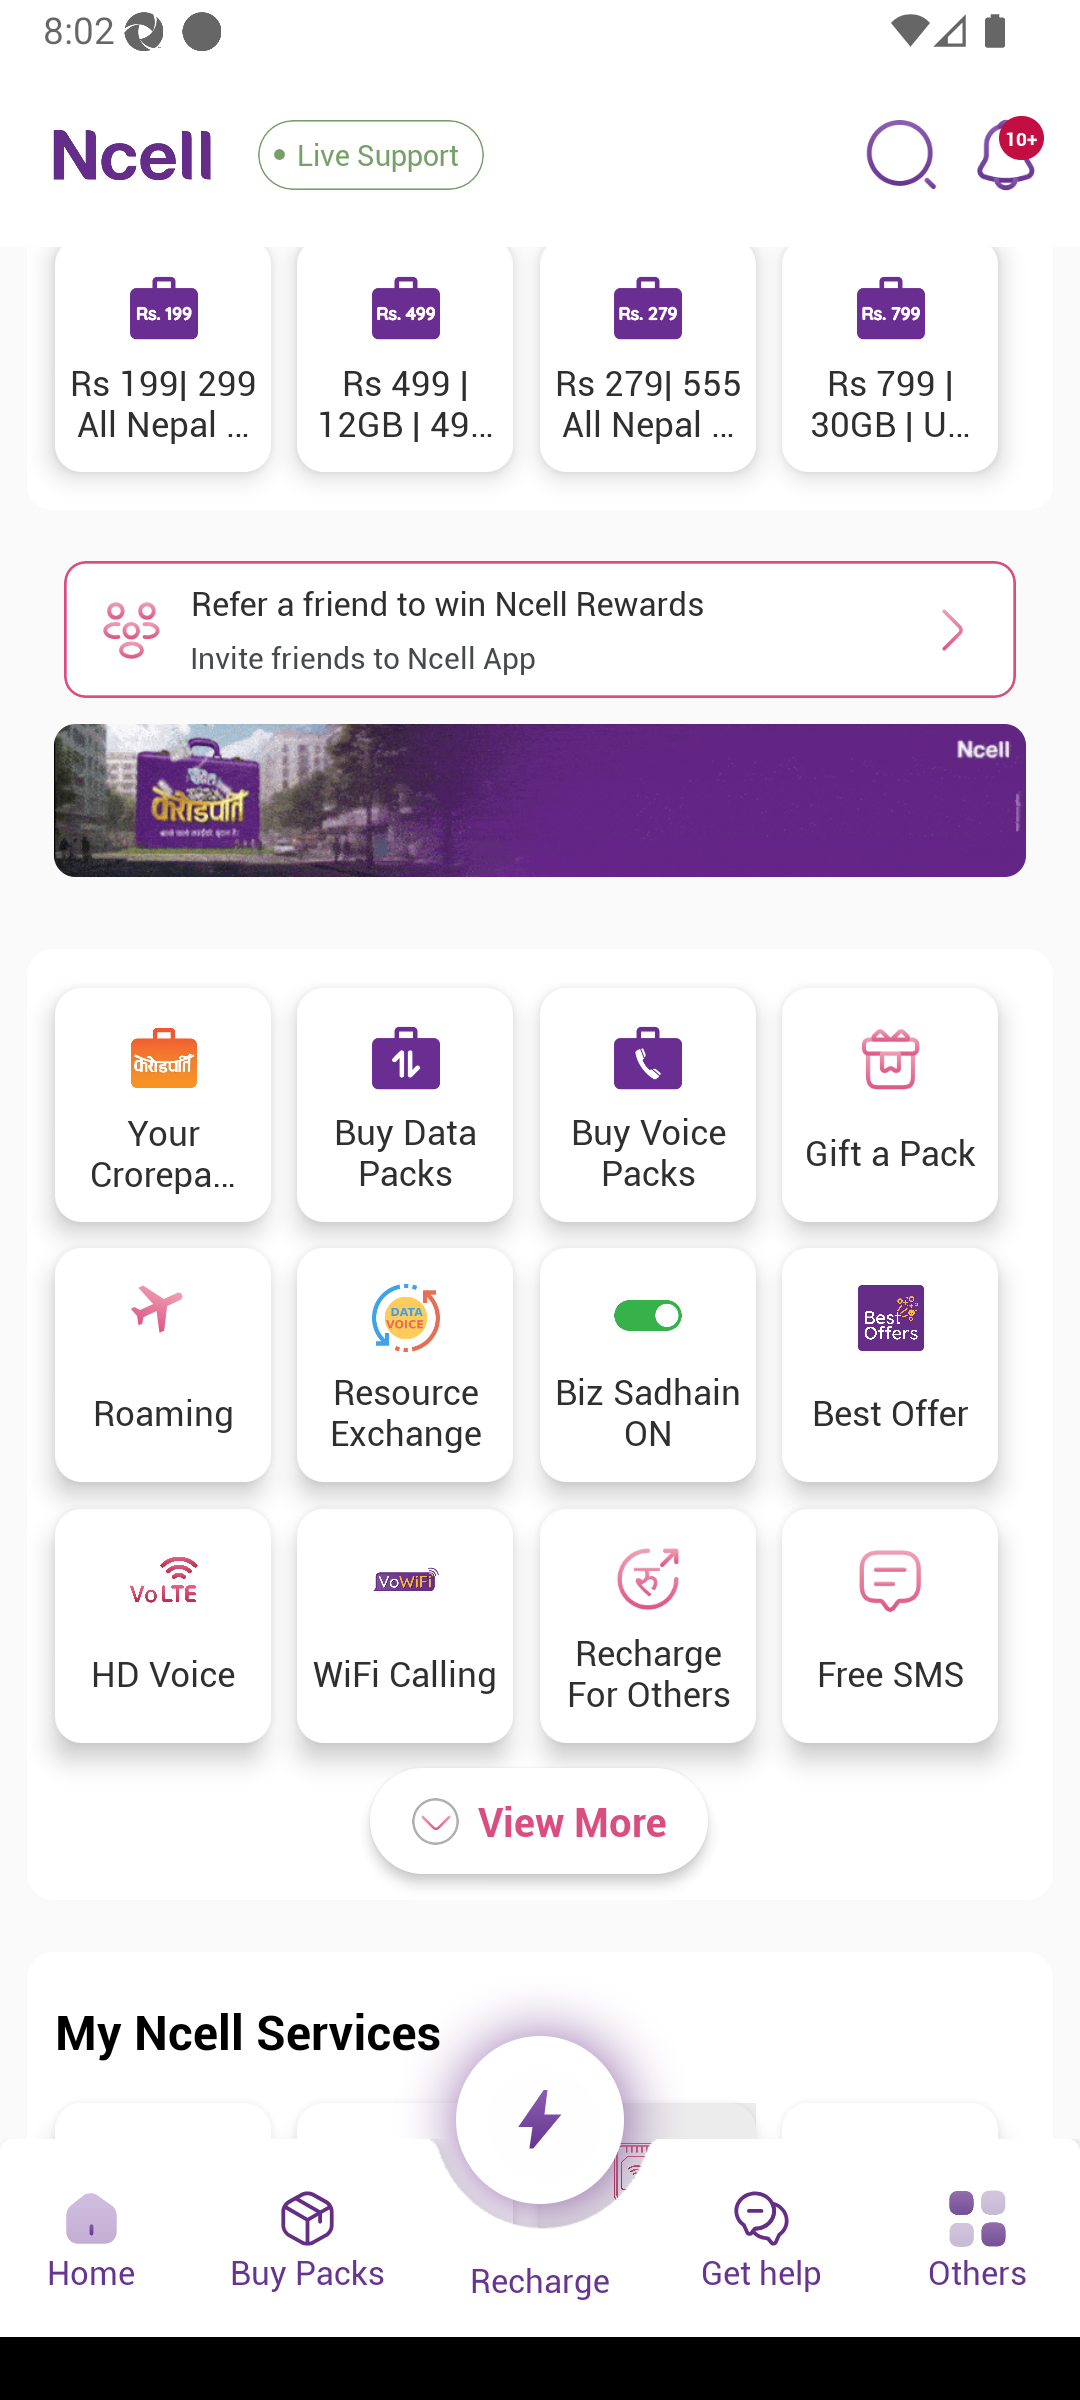 8:02
Ncell
Live Support
10+
Rs. 199
Rs. 499
Rs. 279
Rs. 799
Rs 199| 299
All Nepal ...
Rs 499 |
12GB | 49...
Rs 279| 555
All Nepal ...
Rs 799 |
30GB | U...
Refer a friend to win Ncell Rewards
Invite friends to Ncell App
Ncell
करोडपति
करोडपति
Your
Crorepa...
Buy Data
Packs
Buy Voice
Packs
Gift a Pack
DATA
VOICE
Best
Offers
Roaming
Resource
Exchange
Biz Sadhain
ON
Best Offer
VoLTE
VoWiFi
रु
HD Voice
WiFi Calling
Recharge
For Others
Free SMS
View More
My Ncell Services
Home
Buy Packs
Recharge
Get help
Others